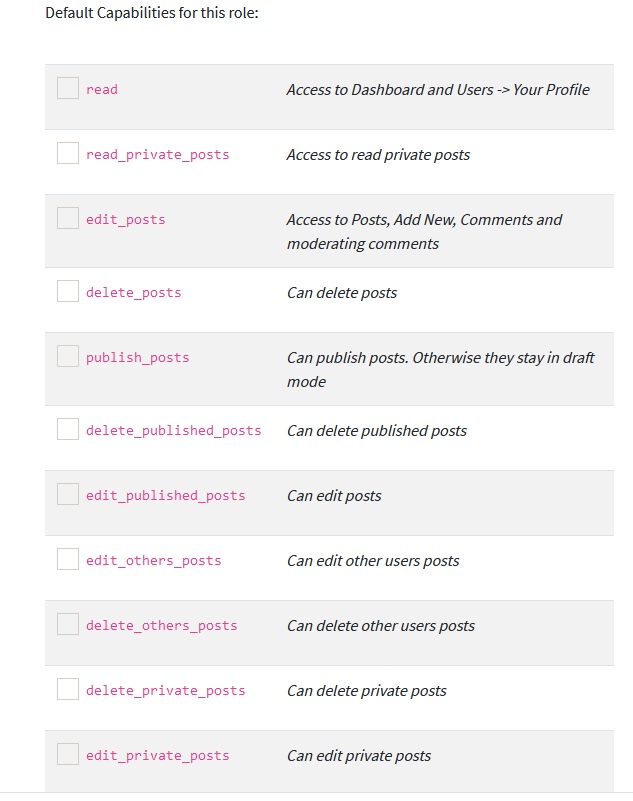 Default Capabilities for this role:
read Access to Dashboard and Users -> Your Profile
read_private_posts Access to read private posts
edit_posts Access to Posts, Add New, Comments and
moderating comments
delete_posts Can delete posts
publish_posts Can publish posts. Otherwise they stay in draft
mode
delete_published_posts Can delete published posts
edit_published_posts Can edit posts
edit_others_posts Can edit other users posts
delete_others_posts Can delete other users posts
delete_private_posts Can delete private posts
edit_private_posts Can edit private posts